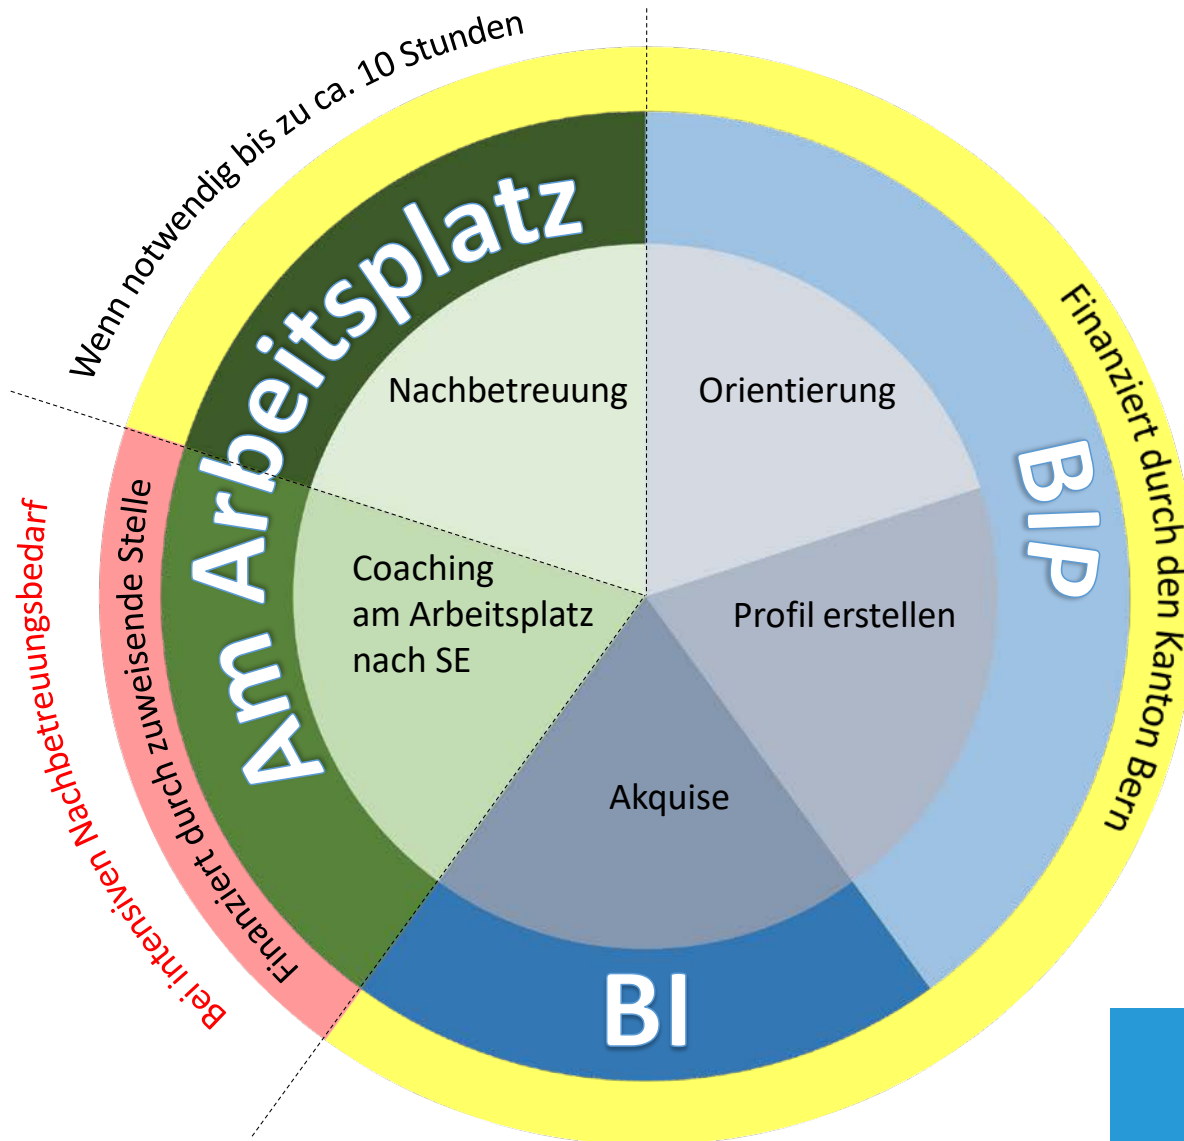 Wenn notwendig bis zu ca. 10 Stunden
Am Arbeitsplatz
Nachbetreuung
Orientierung
BIP
Finanziert durch den Kanton Bern
Coaching
am Arbeitsplatz
nach SE
Profil erstellen
Akquise
BI
Finanziert durch zuweisende Stelle
Bei intensiven Nachbetreuungsbedarf